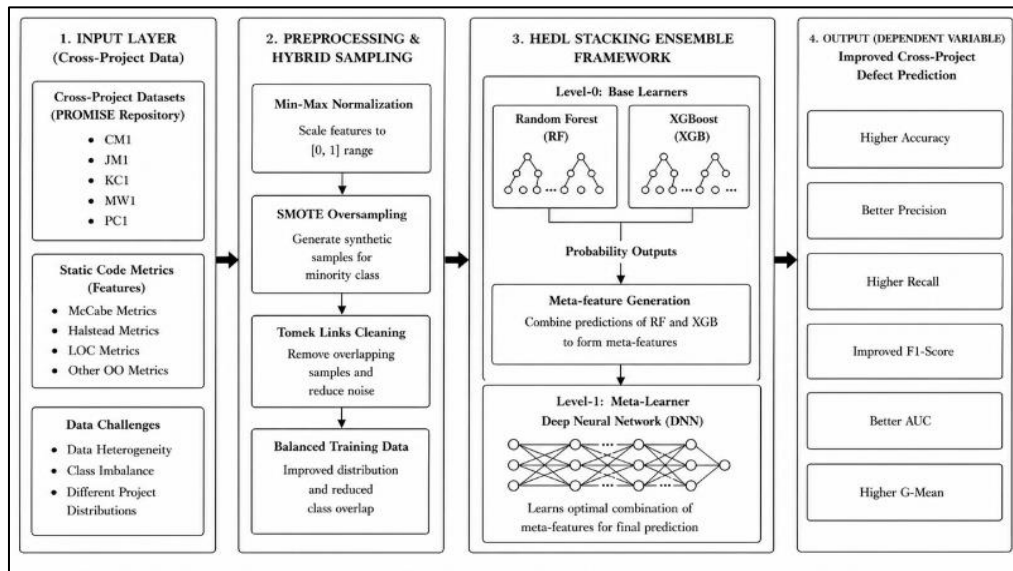 1. INPUT LAYER
(Cross-Project Data)
Cross-Project Datasets
(PROMISE Repository)
• CM1
• JM1
• KC1
• MW1
• PC1
Static Code Metrics
(Features)
• McCabe Metrics
• Halstead Metrics
• LOC Metrics
• Other OO Metrics
Data Challenges
• Data Heterogeneity
• Class Imbalance
• Different Project
Distributions
2. PREPROCESSING &
HYBRID SAMPLING
Min-Max Normalization
Scale features to
[0, 1] range
SMOTE Oversampling
Generate synthetic
samples for
minority class
Tomek Links Cleaning
Remove overlapping
samples and
reduce noise
Balanced Training Data
Improved distribution
and reduced
class overlap
3. HEDL STACKING ENSEMBLE
FRAMEWORK
Level-0: Base Learners
Random Forest
(RF)
...
XGBoost
(XGB)
... ...
Probability Outputs
Meta-feature Generation
Combine predictions of RF and XGB
to form meta-features
Level-1: Meta-Learner
Deep Neural Network (DNN)
... ...
Learns optimal combination of
meta-features for final prediction
4. OUTPUT (DEPENDENT VARIABLE)
Improved Cross-Project
Defect Prediction
Higher Accuracy
Better Precision
Higher Recall
Improved F1-Score
Better AUC
Higher G-Mean